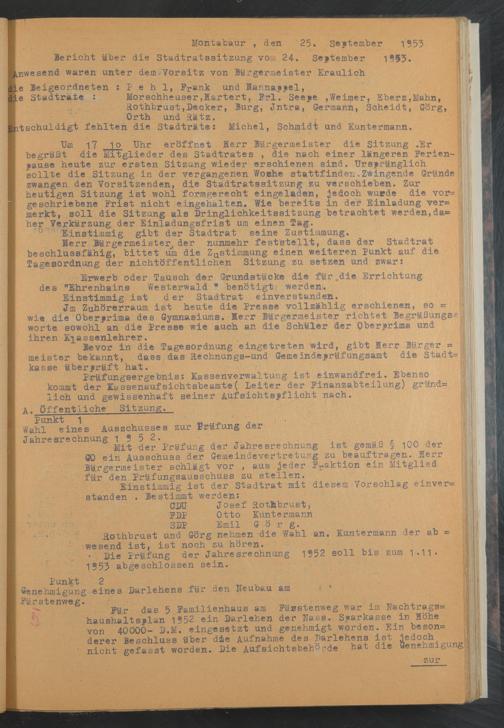 Montabaur , den 25. September 1953
Bericht über die Stadtratssitzung vom 24. September 1953.
Anwesend waren unter dem Vorsitz von Bürgermeister Kraulich
die Beigeordneten : P e h l, Frank und Nannappel,
die Stadträte : Morschheuser,Hartert, Frl. Seepe ,Weimer, Eberz,Hahn,
Rothbrust,Decker, Burg, Jntra, Germann, Scheidt,Görg,
Orth und Rätz.
Entschuldigt fehlten die Stadträte: Michel, Schmidt und Kuntermann.
Um 17 10 Uhr eröffnet Herr Bürgermeister die Sitzung .Er
begrüßt die Mitglieder des Stadtrates , die nach einer längeren Ferien-
pause heute zur ersten Sitzung wieder erschienen sind. Ursprünglich
sollte die Sitzung in der vergangenen Woche stattfinden.Zwingende Gründe
zwangen den Vorsitzenden, die Stadtratssitzung zu verschieben. Zur
heutigen Sitzung ist wohl formgerecht eingeladen, jedoch wurde die vor=
geschriebene Frist nicht eingehalten. Wie bereits in der Einladung ver=
merkt, soll die Sitzung als Dringlichkeitssitzung betrachtet werden,da=
her Verkürzung der Einladungsfrist um einen Tag.
Einstimmig gibt der Stadtrat seine Zustimmung.
Herr Bürgermeister, der nunmehr feststellt, dass der Stadtrat
beschlussfähig, bittet um die Zustimmung einen weiteren Punkt auf die
Tagesordnung der nichtöffentlichen Sitzung zu setzen und zwar:
Erwerb oder Tausch der Grundstücke die für die Errichtung
des "Ehrenhains Westerwald " benötigt werden.
Einstimmig ist der Stadtrat einverstanden.
Jm Zuhörerraum ist heute die Presse vollzählig erschienen, so =
wie die Oberprima des Gymnasiums. Herr Bürgermeister richtet Begrüßungs=
worte sowohl an die Presse wie auch an die Schüler der Oberprima und
ihren Klassenlehrer.
Bevor in die Tagesordnung eingetreten wird, gibt Herr Bürger =
meister bekannt, dass das Rechnungs-und Gemeindeprüfungsamt die Stadt=
kasse überprüft hat.
Prüfungsergebnis: Kassenverwaltung ist einwandfrei. Ebenso
kommt der Kassenaufsichtsbeamte( Leiter der Finanzabteilung) gründ=
lich und gewissenhaft seiner Aufsichtspflicht nach.
A. Öffentliche Sitzung.
Punkt 1
Wahl eines Ausschusses zur Prüfung der
Jahresrechnung 1 9 5 2.
Mit der Prüfung der Jahresrechnung ist gemäß § 100 der
GO ein Ausschuss der Gemeindevertretung zu beauftragen. Herr
Bürgermeister schlägt vor , aus jeder Fraktion ein Mitglied
für den Prüfungsausschuss zu stellen.
Einstimmig ist der Stadtrat mit diesem Vorschlag einver=
standen . Bestimmt werden:
CDU Josef Rothbrust,
FDP Otto Kuntermann
SDP Emil G ö r g.
Rothbrust und Görg nehmen die Wahl an. Kuntermann der ab =
wesend ist, ist noch zu hören.
Die Prüfung der Jahresrechnung 1952 soll bis zum 1.11.
1953 abgeschlossen sein.
Punkt 2
Genehmigung eines Darlehens für den Neubau am
Fürstenweg.
Für das 5 Familienhaus am Fürstenweg war im Nachtrags=
haushaltsplan 1952 ein Darlehen der Nass. Sparkasse in Höhe
von 40000- D.M. eingesetzt und genehmigt worden. Ein beson=
derer Beschluss über die Aufnahme des Darlehens ist jedoch
nicht gefasst worden. Die Aufsichtsbehörde hat die Genehmigung
zur